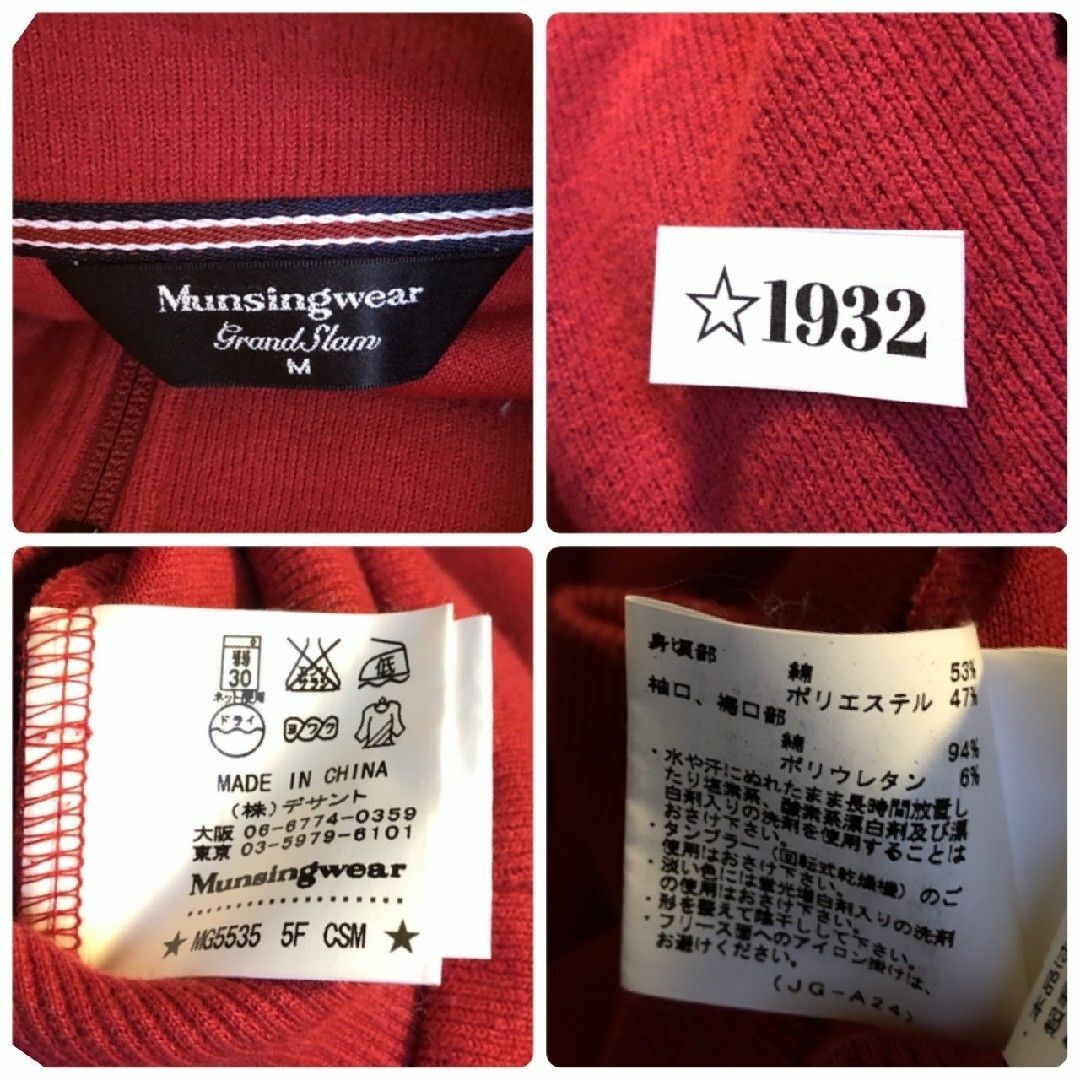 Munsingwear
Grand Slam
M
☆1932
弱
30
ネット使用
エンソ
サラシ
低
ドライ
ヨワク
MADE IN CHINA
(株)デサント
大阪 06-6774-0359
東京 03-5979-6101
Munsingwear
★ MG5535 5F CSM ★
身頃部
綿 53%
ポリエステル 47%
袖口、裾口部
綿 94%
ポリウレタン 6%
・水や汗にぬれたまま長時間放置し
たり塩素系、酸素系漂白剤及び漂
白剤入りの洗剤を使用することは
おさけ下さい。
・タンブラー(回転式乾燥機)のご
使用はおさけ下さい。
・淡い色には蛍光増白剤入りの洗剤
の使用はおさけ下さい。
・形を整えて陰干しして下さい。
・フリース面へのアイロン掛けは、
お避けください。
(JG-A24)